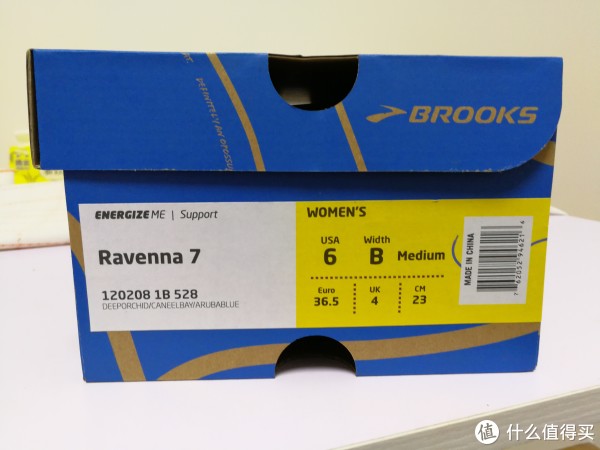 BROOKS
ENERGIZE ME | Support
Ravenna 7
120208 1B 528
DEEPORCHID/CANEELBAY/ARUBABLUE
WOMEN'S
USA Width
6 B Medium
Euro UK CM
36.5 4 23
MADE IN CHINA
值 什么值得买